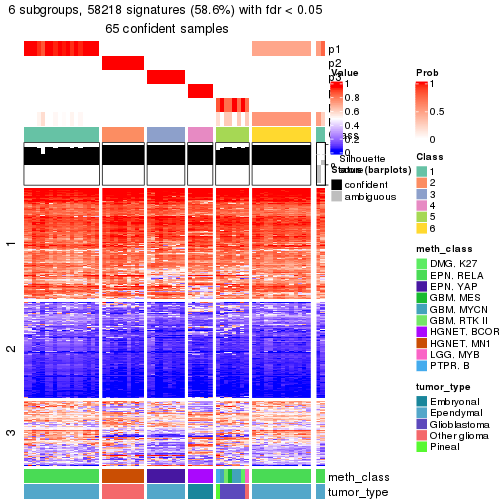 6 subgroups, 58218 signatures (58.6%) with fdr < 0.05
65 confident samples
p1
p2
p3
Value
1
0.8
0.6
0.4
0.2
0
Silhouette
Status (barplots)
confident
ambiguous
Prob
1
0.5
0
Class
1
2
3
4
5
6
meth_class
DMG. K27
EPN. RELA
EPN. YAP
GBM. MES
GBM. MYCN
GBM. RTK II
HGNET. BCOR
HGNET. MN1
LGG. MYB
PTPR. B
tumor_type
Embryonal
Ependymal
Glioblastoma
Other glioma
Pineal
1
2
3
meth_class
tumor_type